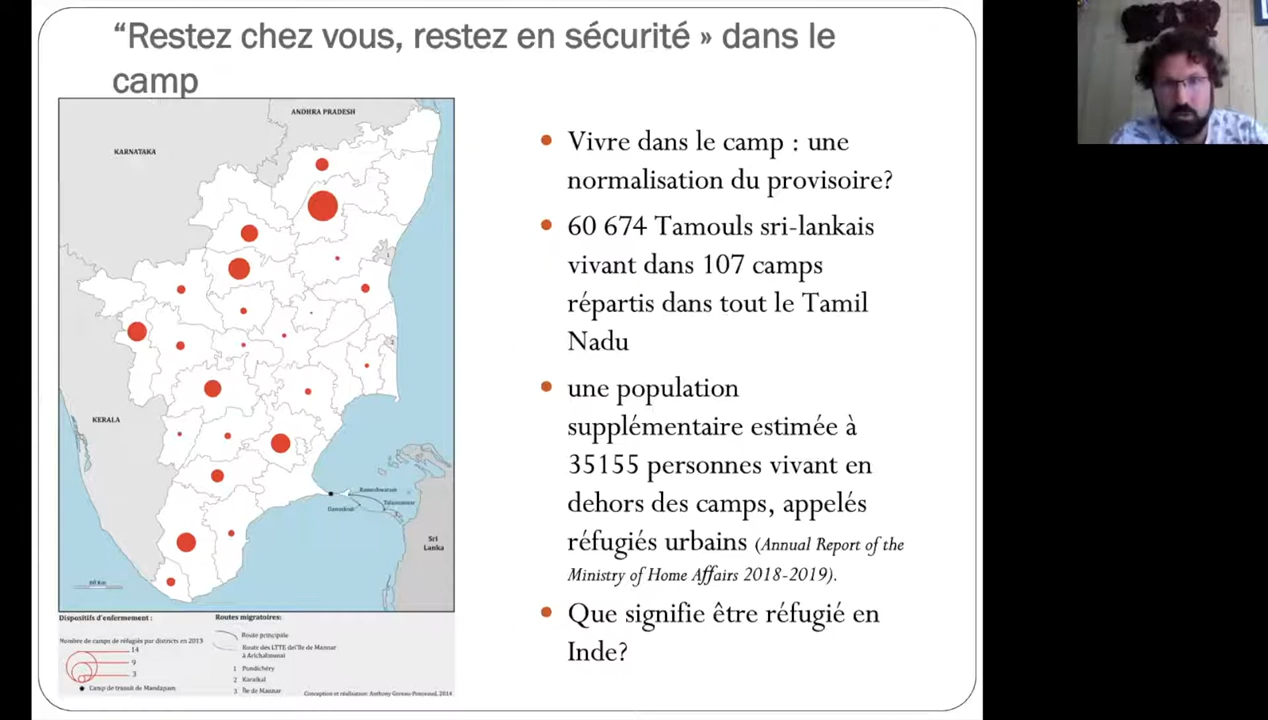 “Restez chez vous, restez en sécurité » dans le
camp
ANDHRA PRADESH
KARNATAKA
KERALA
Rameshwaram
Sri
Lanka
Dispositifs d'enfermement :
Nombre de camps de réfugiés par districts en 2013
14
9
3
Camp de transit de Mandapam
Routes migratoires:
Route principale
Route des LTTE de l'île de Mannar
à Arichalmunai
1 Pondichéry
2 Karaikal
3 Île de Mannar
Conception et réalisation: Anthony Goreau-Ponceaud, 2014
• Vivre dans le camp : une
normalisation du provisoire?
• 60 674 Tamouls sri-lankais
vivant dans 107 camps
répartis dans tout le Tamil
Nadu
• une population
supplémentaire estimée à
35155 personnes vivant en
dehors des camps, appelés
réfugiés urbains (Annual Report of the
Ministry of Home Affairs 2018-2019).
• Que signifie être réfugié en
Inde?